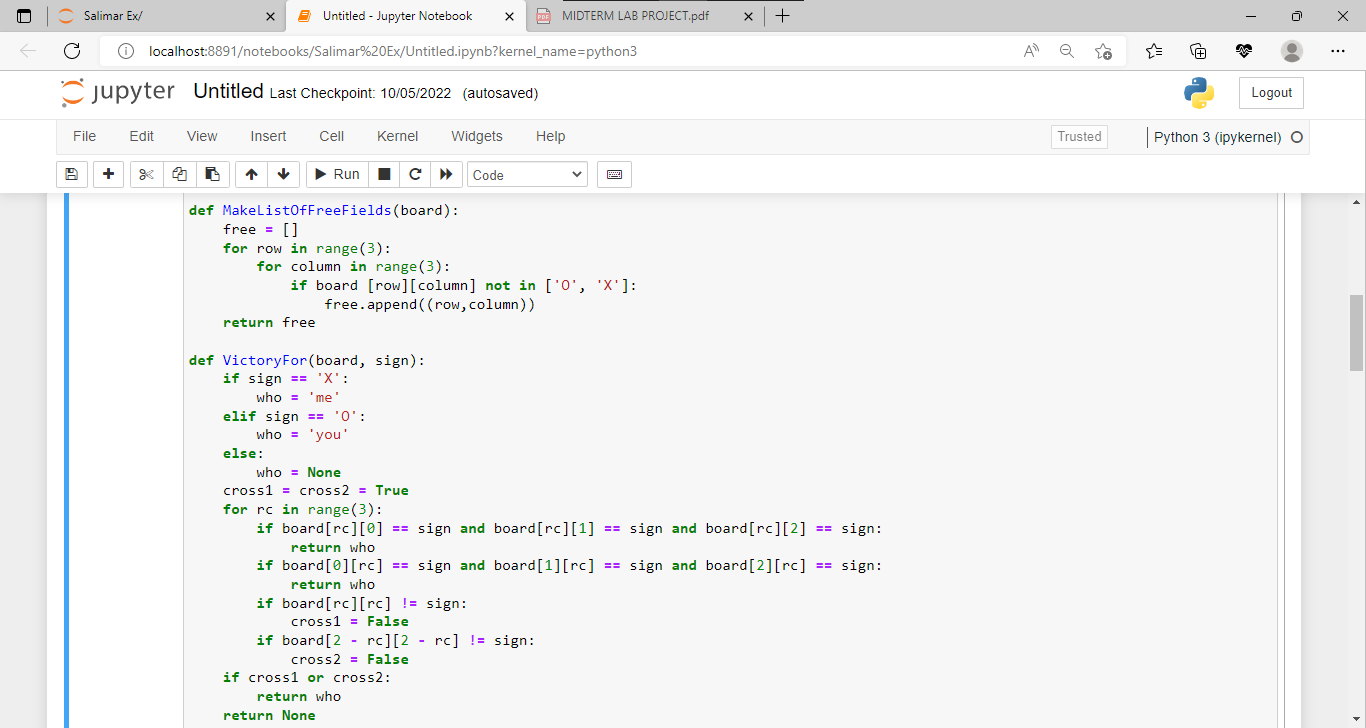 Salimar Ex/
Untitled - Jupyter Notebook
MIDTERM LAB PROJECT.pdf
localhost:8891/notebooks/Salimar%20Ex/Untitled.ipynb?kernel_name=python3
jupyter Untitled Last Checkpoint: 10/05/2022 (autosaved)
Logout
File Edit View Insert Cell Kernel Widgets Help
Trusted
Python 3 (ipykernel)
Run
Code
def MakeListOfFreeFields(board):
    free = []
    for row in range(3):
        for column in range(3):
            if board [row][column] not in ['O', 'X']:
                free.append((row,column))
    return free
def VictoryFor(board, sign):
    if sign == 'X':
        who = 'me'
    elif sign == 'O':
        who = 'you'
    else:
        who = None
    cross1 = cross2 = True
    for rc in range(3):
        if board[rc][0] == sign and board[rc][1] == sign and board[rc][2] == sign:
            return who
        if board[0][rc] == sign and board[1][rc] == sign and board[2][rc] == sign:
            return who
        if board[rc][rc] != sign:
            cross1 = False
        if board[2 - rc][2 - rc] != sign:
            cross2 = False
    if cross1 or cross2:
        return who
    return None